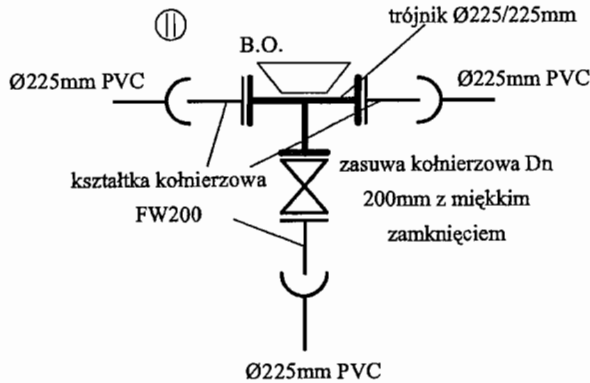 II
trójnik Ø225/225mm
B.O.
Ø225mm PVC
Ø225mm PVC
kształtka kołnierzowa
FW200
zasuwa kołnierzowa Dn
200mm z miękkim
zamknięciem
Ø225mm PVC